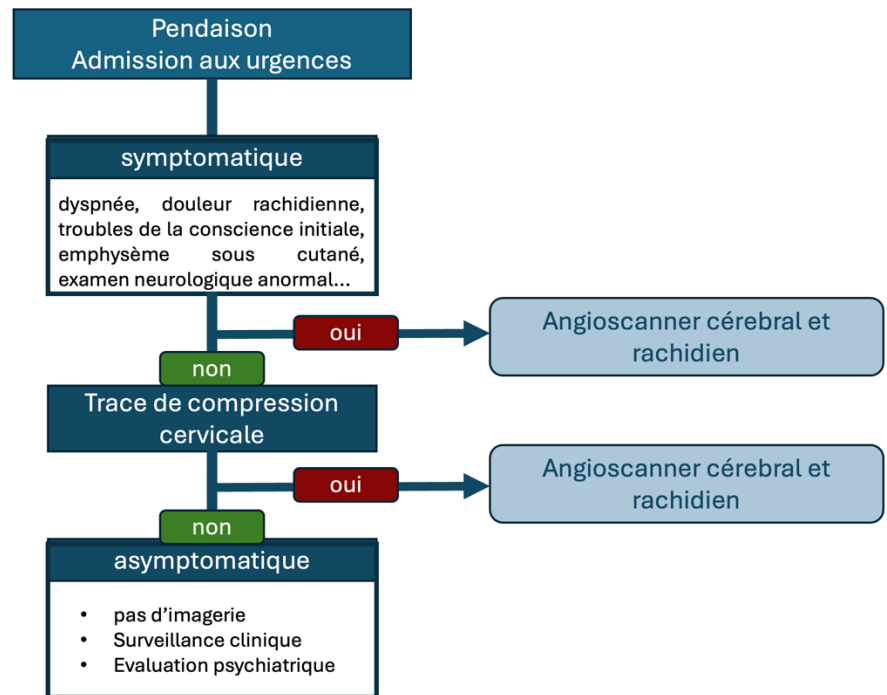 Pendaison
Admission aux urgences
symptomatique
dyspnée, douleur rachidienne,
troubles de la conscience initiale,
emphysème sous cutané,
examen neurologique anormal...
oui
Angioscanner cérébral et
rachidien
non
Trace de compression
cervicale
oui
Angioscanner cérébral et
rachidien
non
asymptomatique
• pas d'imagerie
• Surveillance clinique
• Evaluation psychiatrique